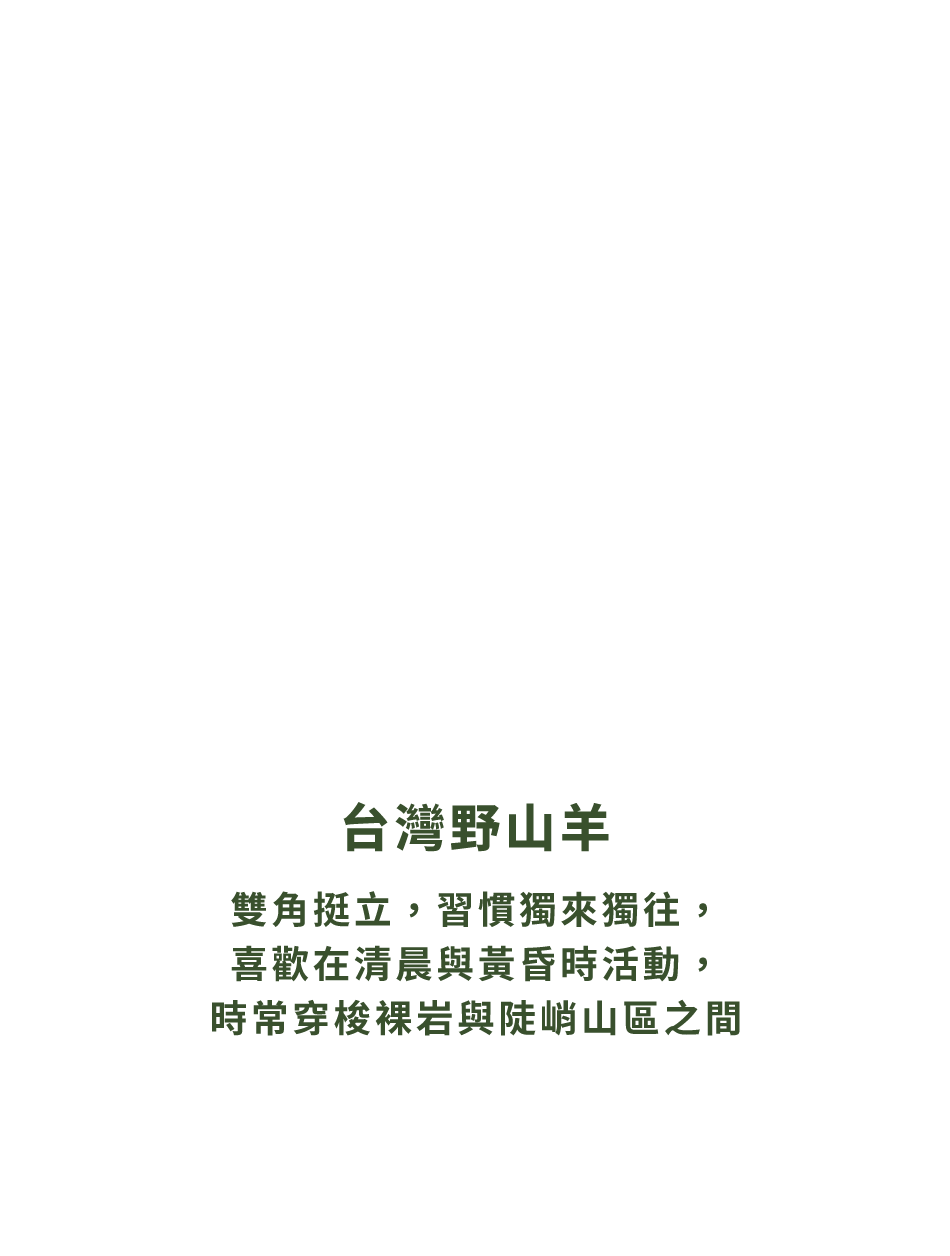 台灣野山羊
雙角挺立，習慣獨來獨往，
喜歡在清晨與黃昏時活動，
時常穿梭裸岩與陡峭山區之間